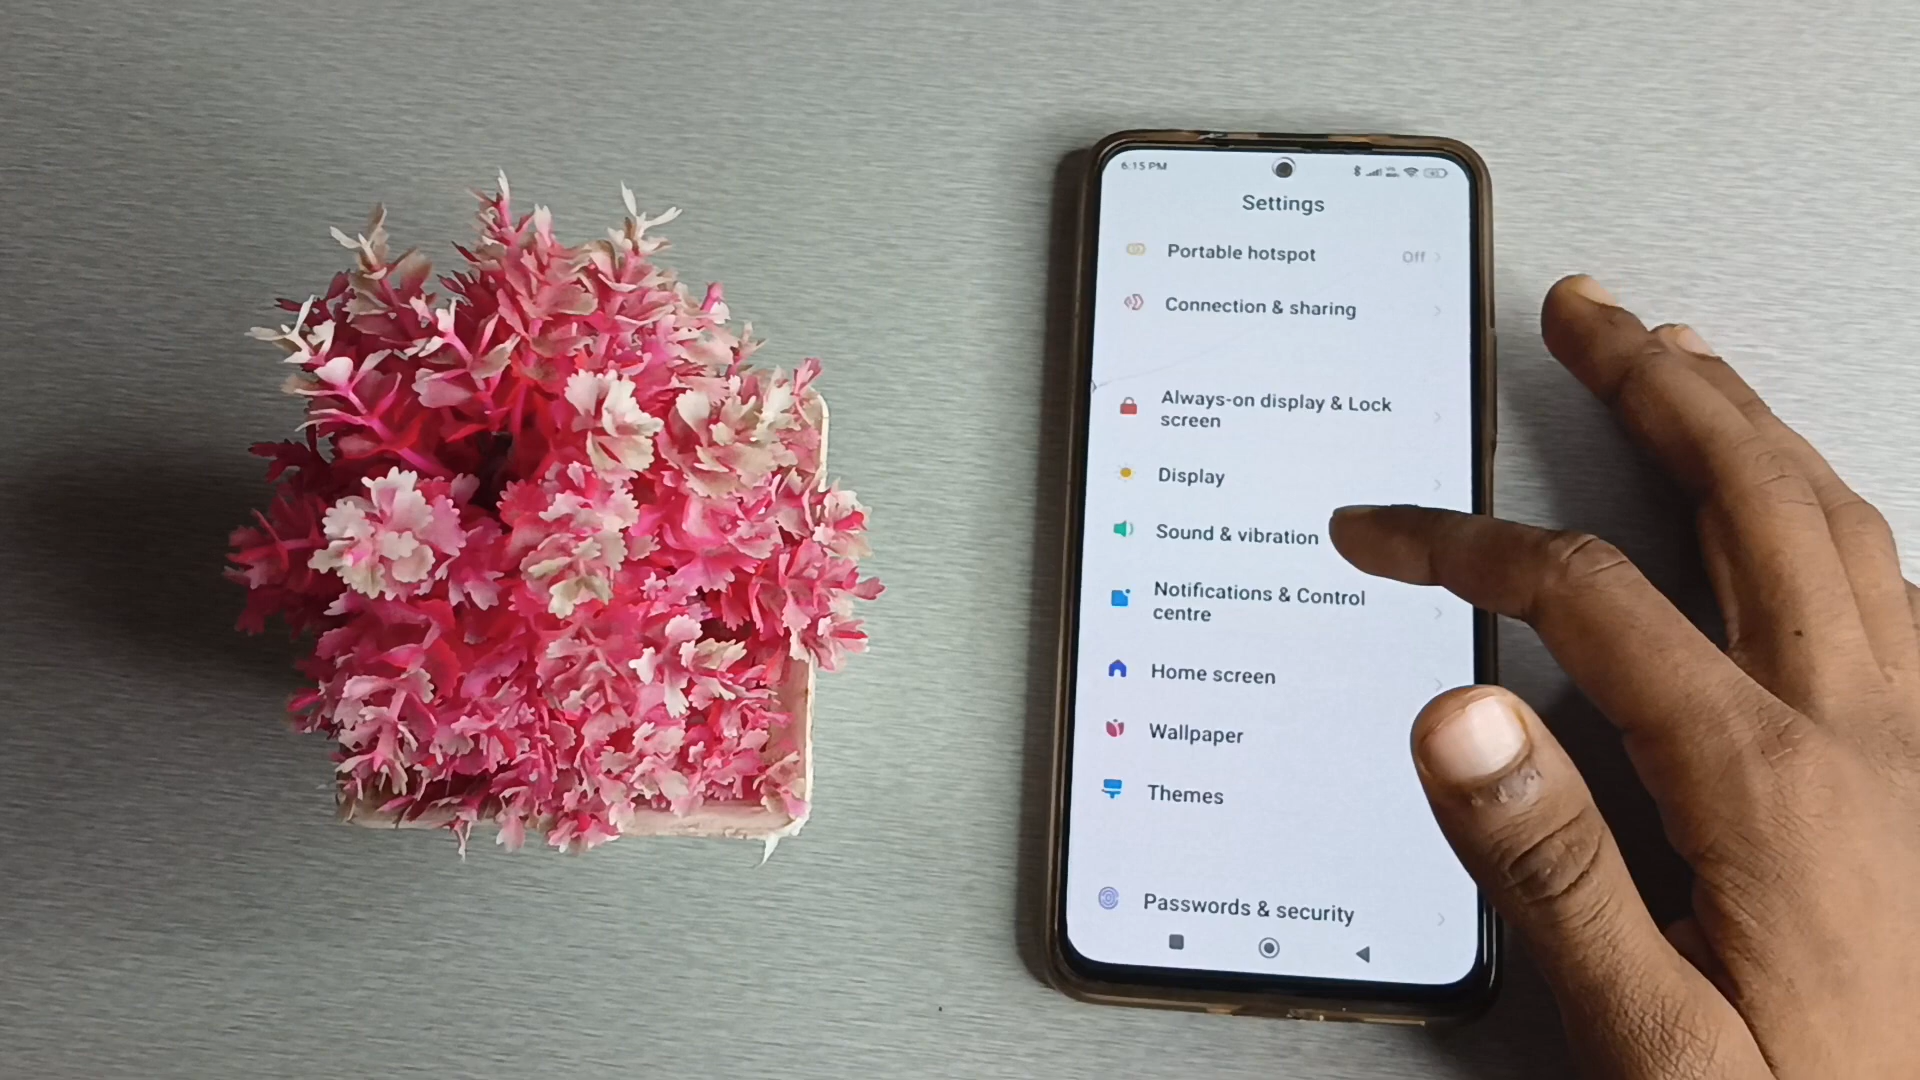 6:15 PM
Settings
Portable hotspot Off
Connection & sharing
Always-on display & Lock
screen
Display
Sound & vibration
Notifications & Control
centre
Home screen
Wallpaper
Themes
Passwords & security